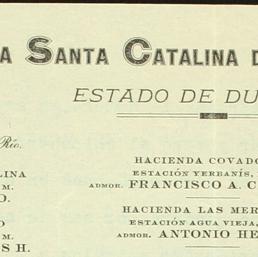 A SANTA CATALINA D
ESTADO DE DU
Río.
HACIENDA COVADO
LINA
ESTACIÓN YERBANÍS,
M.
ADMOR. FRANCISCO A. C
O.
HACIENDA LAS MER
O
ESTACIÓN AGUA VIEJA,
M.
ADMOR. ANTONIO HE
S H.